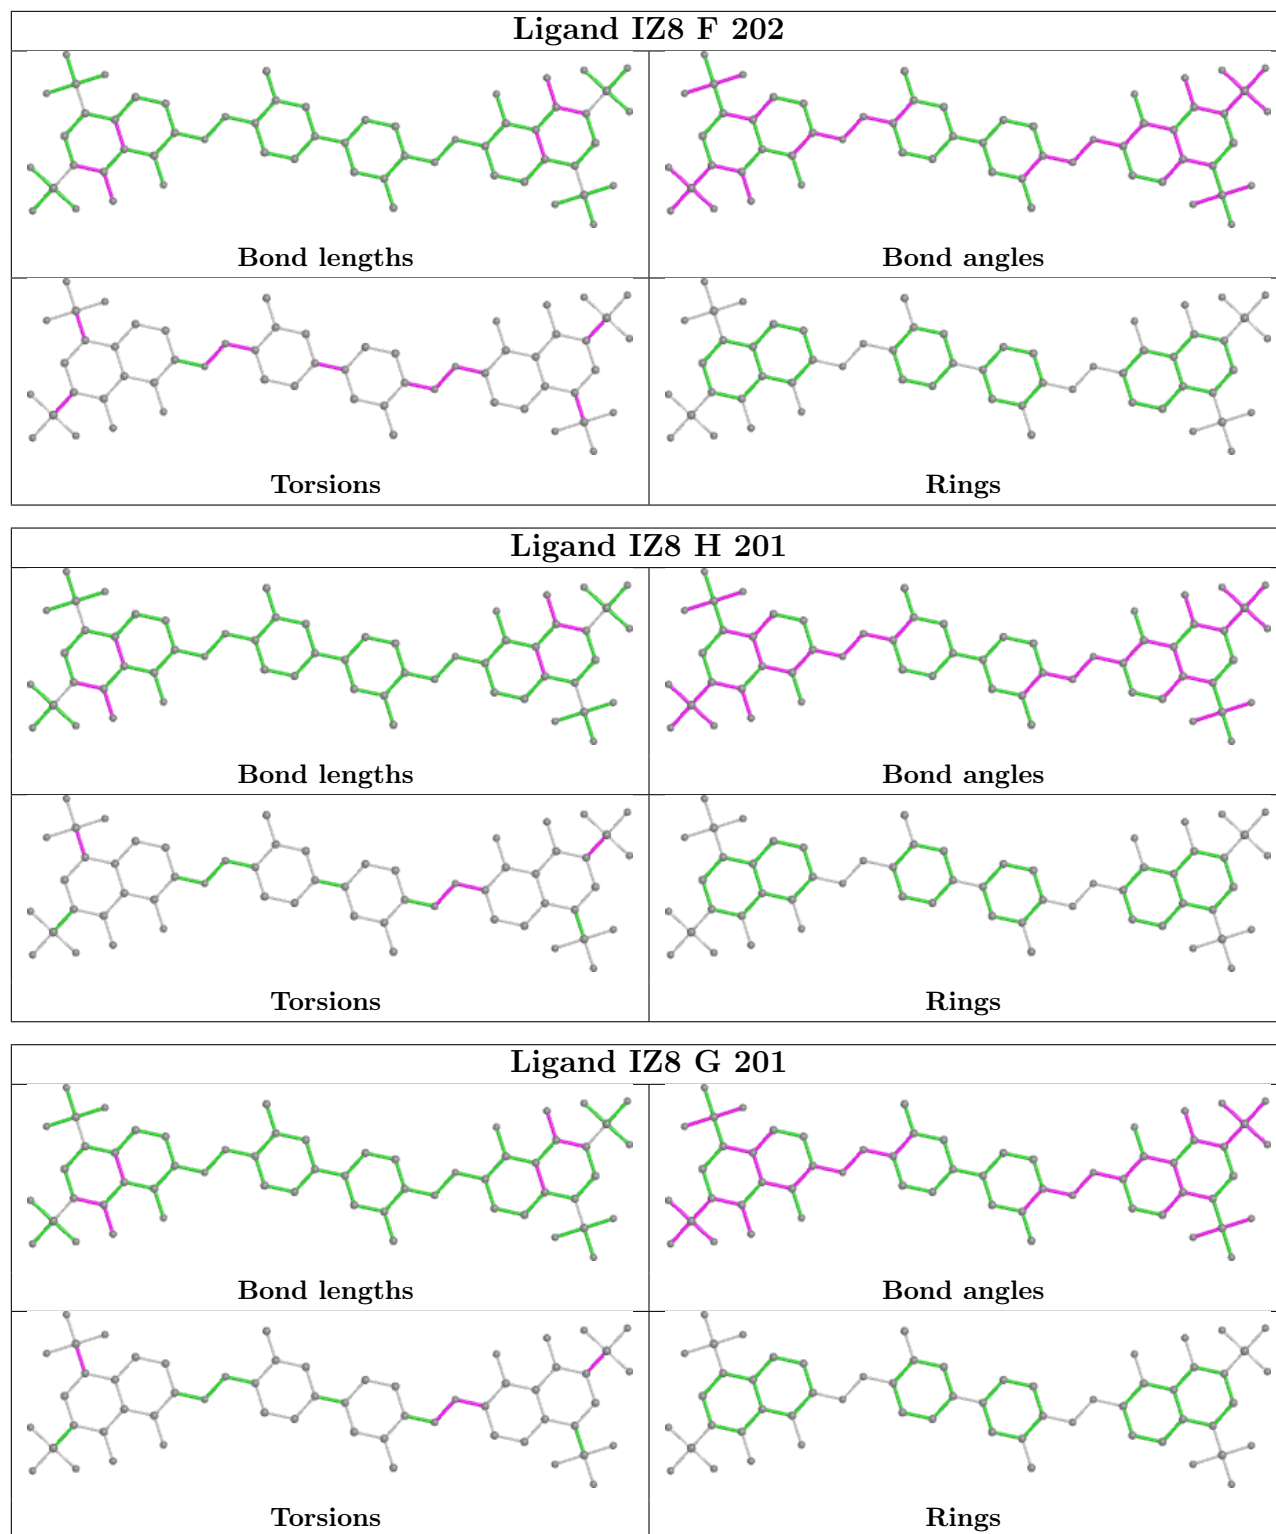 Ligand IZ8 F 202
Bond lengths
Bond angles
Torsions
Rings
Ligand IZ8 H 201
Bond lengths
Bond angles
Torsions
Rings
Ligand IZ8 G 201
Bond lengths
Bond angles
Torsions
Rings